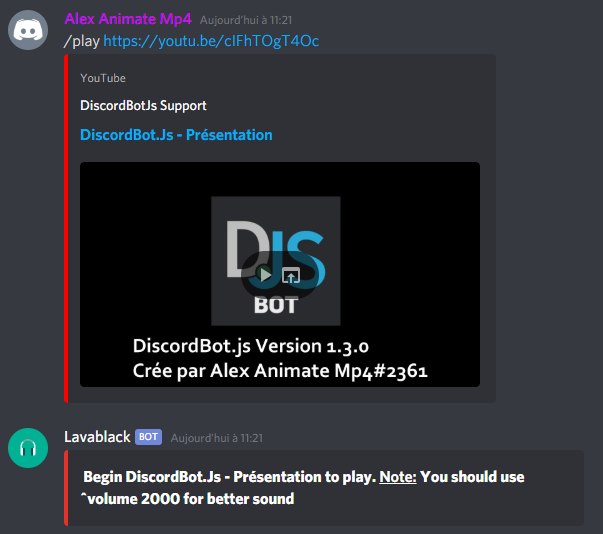 Alex Animate Mp4 Aujourd'hui à 11:21
/play https://youtu.be/cIFhTOgT4Oc
YouTube
DiscordBotJs Support
DiscordBot.Js - Présentation
DJS
BOT
DiscordBot.js Version 1.3.0
Crée par Alex Animate Mp4#2361
Lavablack BOT Aujourd'hui à 11:21
Begin DiscordBot.Js - Présentation to play. Note: You should use
^volume 2000 for better sound